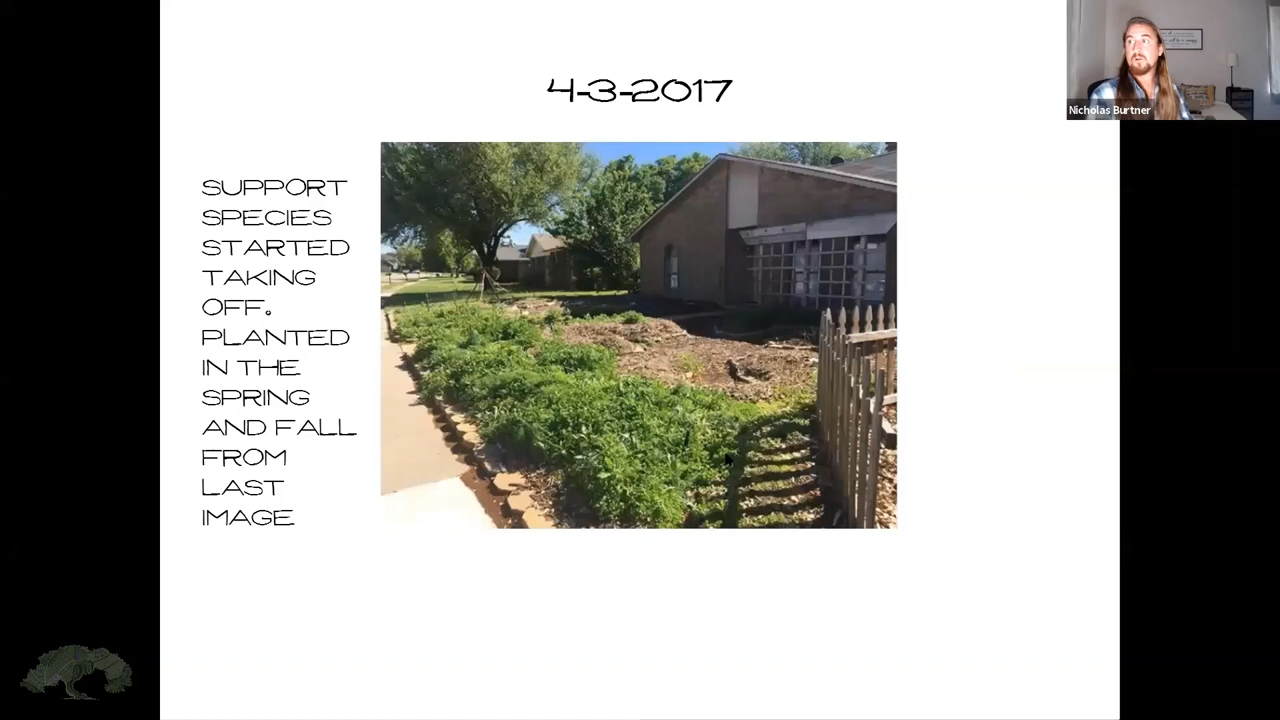 4-3-2017
Nicholas Burtner
SUPPORT
SPECIES
STARTED
TAKING
OFF.
PLANTED
IN THE
SPRING
AND FALL
FROM
LAST
IMAGE